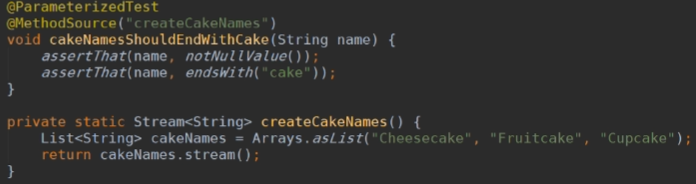 @ParameterizedTest
@MethodSource("createCakeNames")
void cakeNamesShouldEndWithCake(String name) {
    assertThat(name, notNullValue());
    assertThat(name, endsWith("cake"));
}

private static Stream<String> createCakeNames() {
    List<String> cakeNames = Arrays.asList("Cheesecake", "Fruitcake", "Cupcake");
    return cakeNames.stream();
}